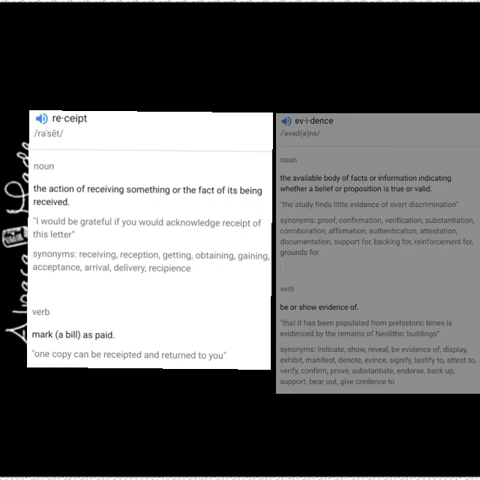 re·ceipt
/rəˈsēt/
noun
the action of receiving something or the fact of its being
received.
"I would be grateful if you would acknowledge receipt of
this letter"
synonyms: receiving, reception, getting, obtaining, gaining,
acceptance, arrival, delivery, recipience
verb
mark (a bill) as paid.
"one copy can be receipted and returned to you"
ev·i·dence
/ˈevəd(ə)ns/
noun
the available body of facts or information indicating
whether a belief or proposition is true or valid.
"the study finds little evidence of overt discrimination"
synonyms: proof, confirmation, verification, substantiation,
corroboration, affirmation, authentication, attestation,
documentation, support for, backing for, reinforcement for,
grounds for
verb
be or show evidence of.
"that it has been populated from prehistoric times is
evidenced by the remains of Neolithic buildings"
synonyms: indicate, show, reveal, be evidence of, display,
exhibit, manifest, denote, evince, signify, testify to, attest to,
verify, confirm, prove, substantiate, endorse, back up,
support, bear out, give credence to
Alpaca
Made